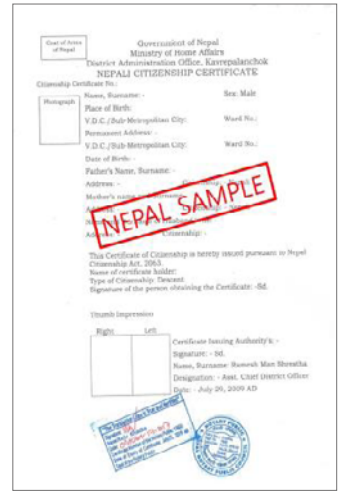 Coat of Arms
of Nepal
Government of Nepal
Ministry of Home Affairs
District Administration Office, Kavrepalanchok
NEPALI CITIZENSHIP CERTIFICATE
Citizenship Certificate No.:
Photograph
Name, Surname: - Sex: Male
Place of Birth:
V.D.C./Sub-Metropolitan City: Ward No.:
Permanent Address: -
V.D.C./Sub-Metropolitan City: Ward No.:
Date of Birth: -
Father's Name, Surname: -
Address: -
Mother's name
NEPAL SAMPLE
Citizenship: -
This Certificate of Citizenship is hereby issued pursuant to Nepal
Citizenship Act, 2063.
Name of certificate holder:
Type of Citizenship: Descent
Signature of the person obtaining the Certificate: -Sd.
Thumb Impression
Right Left
Certificate Issuing Authority's: -
Signature: - Sd.
Name, Surname: Ramesh Man Shrestha
Designation: - Asst. Chief District Officer
Date: - July 29, 2009 AD